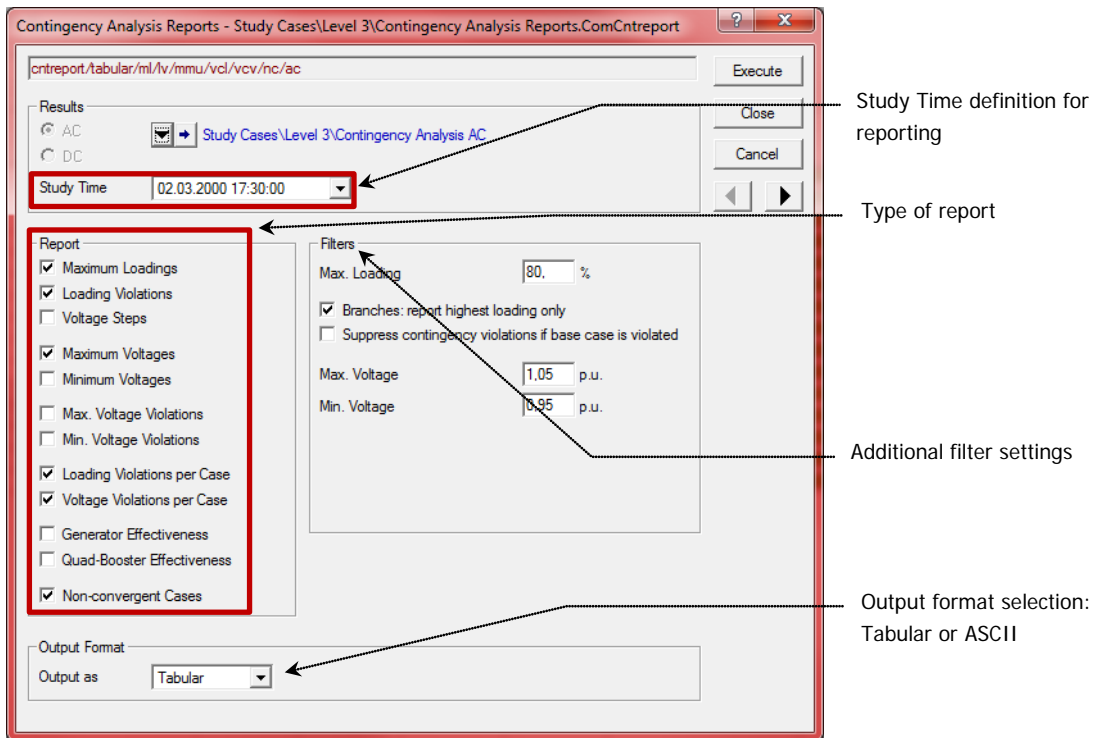 Contingency Analysis Reports - Study Cases\Level 3\Contingency Analysis Reports.ComCntreport
?
cntreport/tabular/ml/lv/mmu/vcl/vcv/nc/ac
Execute
Close
Cancel
Results
AC
DC
Study Cases\Level 3\Contingency Analysis AC
Study Time 02.03.2000 17:30:00
Study Time definition for
reporting
Type of report
Report
Maximum Loadings
Loading Violations
Voltage Steps
Maximum Voltages
Minimum Voltages
Max. Voltage Violations
Min. Voltage Violations
Loading Violations per Case
Voltage Violations per Case
Generator Effectiveness
Quad-Booster Effectiveness
Non-convergent Cases
Filters
Max. Loading 80, %
Branches: report highest loading only
Suppress contingency violations if base case is violated
Max. Voltage 1,05 p.u.
Min. Voltage 0,95 p.u.
Additional filter settings
Output Format
Output as Tabular
Output format selection:
Tabular or ASCII